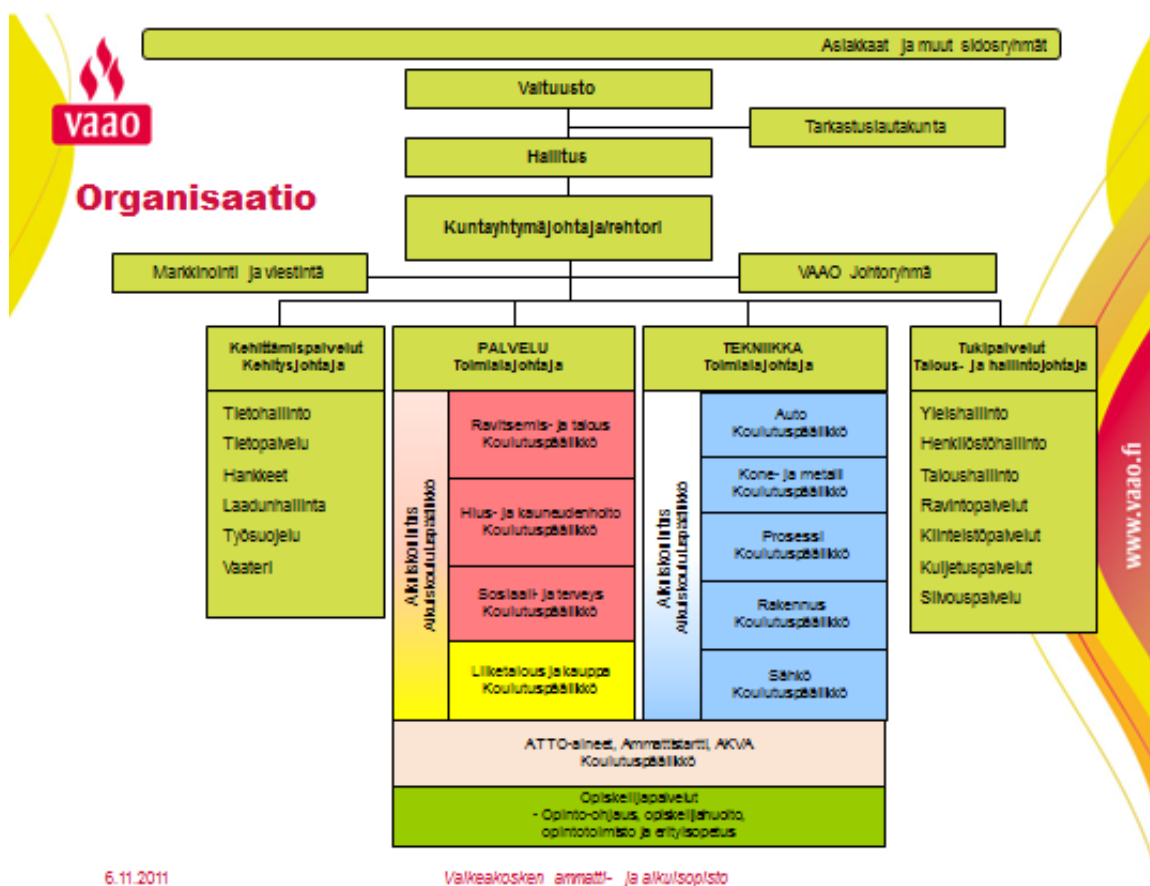 Asiakkaat ja muut sidosryhmät
vaao
Valtuusto
Tarkastuslautakunta
Hallitus
Organisaatio
Kuntayhtymäjohtaja/rehtori
Markkinointi ja viestintä
VAAO Johtoryhmä
Kehittämispalvelut
Kehitysjohtaja
Tietohallinto
Tietopalvelu
Hankkeet
Laadunhallinta
Työsuojelu
Vaateri
PALVELU
Toimialajohtaja
Aikuiskoulutus
Aikuiskoulutuspäällikkö
Ravitsemis- ja talous
Koulutuspäällikkö
Hius- ja kauneudenhoito
Koulutuspäällikkö
Sosiaali- ja terveys
Koulutuspäällikkö
Liiketalous ja kauppa
Koulutuspäällikkö
TEKNIIKKA
Toimialajohtaja
Aikuiskoulutus
Aikuiskoulutuspäällikkö
Auto
Koulutuspäällikkö
Kone- ja metalli
Koulutuspäällikkö
Prosessi
Koulutuspäällikkö
Rakennus
Koulutuspäällikkö
Sähkö
Koulutuspäällikkö
Tukipalvelut
Talous- ja hallintojohtaja
Yleishallinto
Henkilöstöhallinto
Taloushallinto
Ravintopalvelut
Kiinteistöpalvelut
Kuljetuspalvelut
Siivouspalvelu
ATTO-aineet, Ammattistartti, AKVA
Koulutuspäällikkö
Opiskelijapalvelut
- Opinto-ohjaus, opiskelijahuolto,
opintotoimisto ja erityisopetus
www.vaao.fi
6.11.2011
Valkeakosken ammatti- ja aikuisopisto